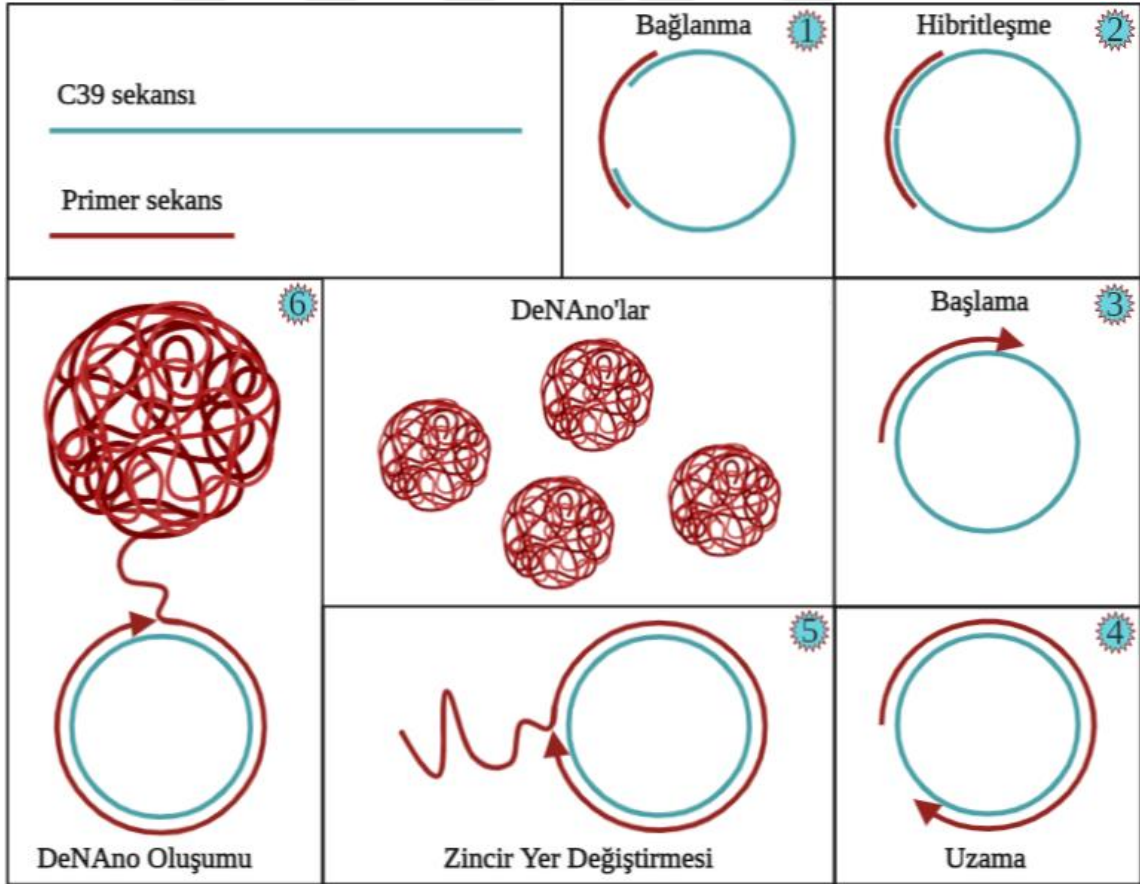 C39 sekansı
Primer sekans
Bağlanma
1
Hibritleşme
2
Başlama
3
Uzama
4
Zincir Yer Değiştirmesi
5
DeNAno Oluşumu
6
DeNAno'lar